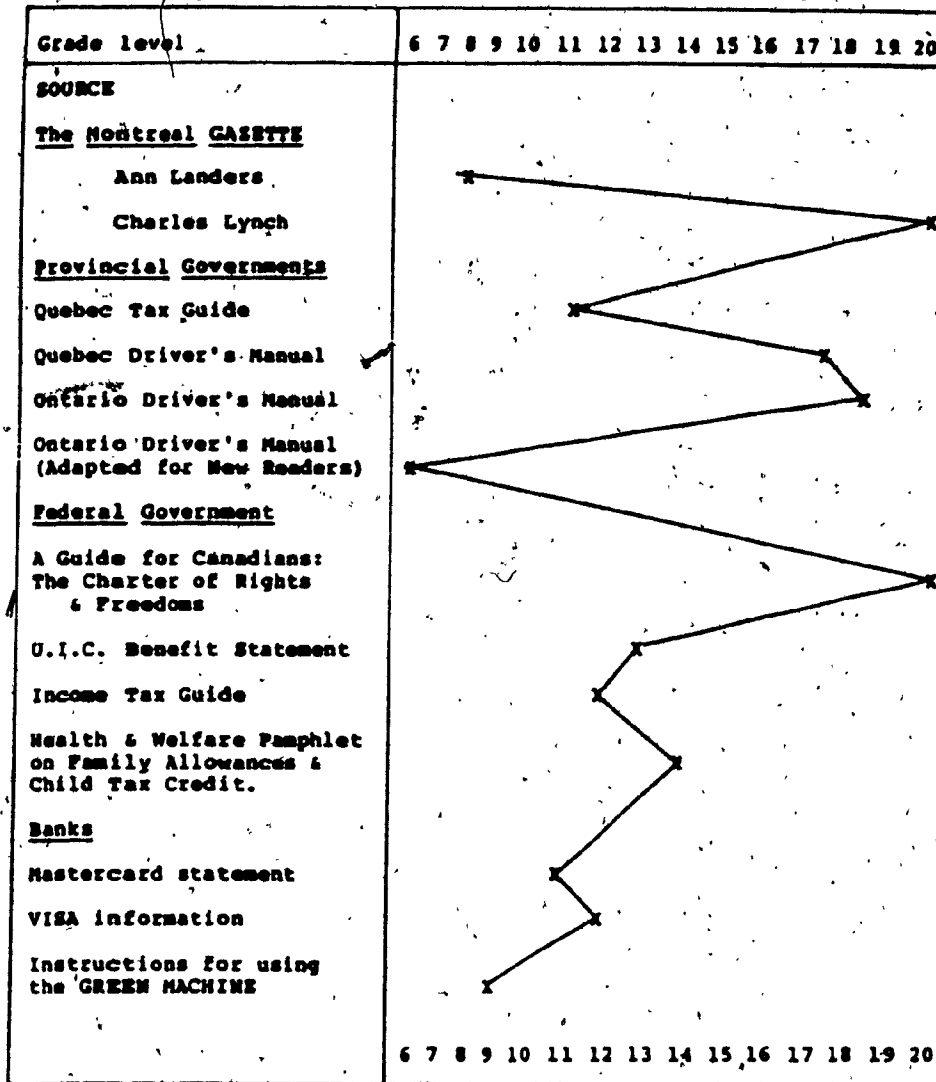 Grade level 6 7 8 9 10 11 12 13 14 15 16 17 18 19 20
SOURCE
The Montreal GAZETTE
Ann Landers
Charles Lynch
Provincial Governments
Quebec Tax Guide
Quebec Driver's Manual
Ontario Driver's Manual
Ontario Driver's Manual
(Adapted for New Readers)
Federal Government
A Guide for Canadians:
The Charter of Rights
& Freedoms
U.I.C. Benefit Statement
Income Tax Guide
Health & Welfare Pamphlet
on Family Allowances &
Child Tax Credit.
Banks
Mastercard statement
VISA information
Instructions for using
the GREEN MACHINE
6 7 8 9 10 11 12 13 14 15 16 17 18 19 20